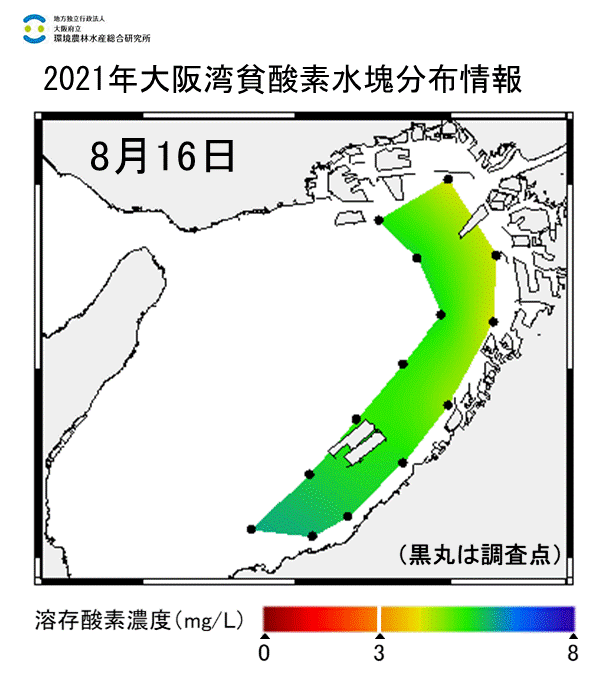 地方独立行政法人
大阪府立
環境農林水産総合研究所
2021年大阪湾貧酸素水塊分布情報
8月16日
(黒丸は調査点)
溶存酸素濃度(mg/L)
0 3 8